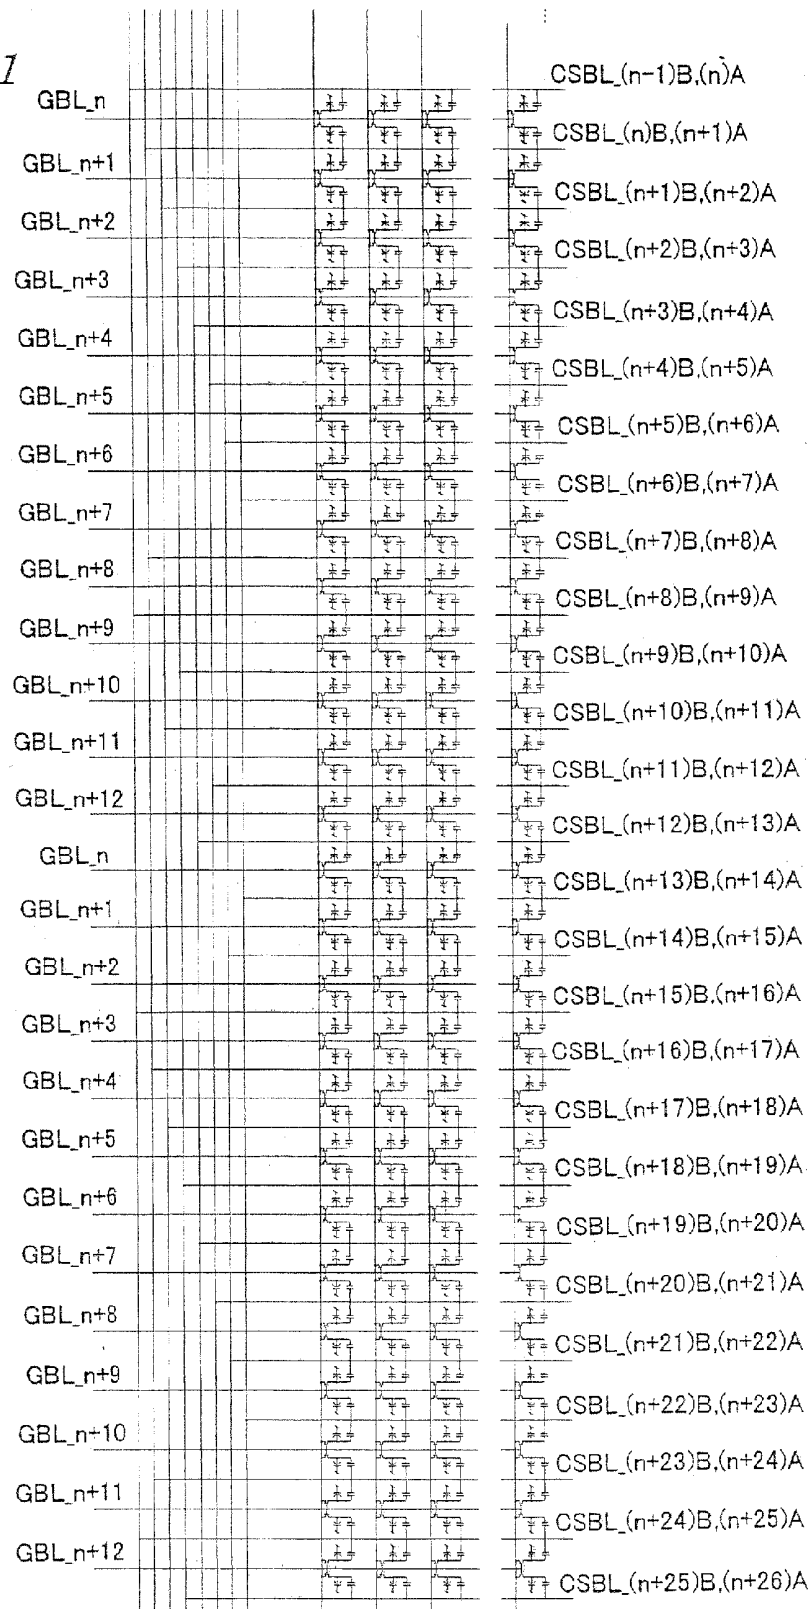 1
CSBL_(n-1)B,(n)A
GBL_n
CSBL_(n)B,(n+1)A
GBL_n+1
CSBL_(n+1)B,(n+2)A
GBL_n+2
CSBL_(n+2)B,(n+3)A
GBL_n+3
CSBL_(n+3)B,(n+4)A
GBL_n+4
CSBL_(n+4)B,(n+5)A
GBL_n+5
CSBL_(n+5)B,(n+6)A
GBL_n+6
CSBL_(n+6)B,(n+7)A
GBL_n+7
CSBL_(n+7)B,(n+8)A
GBL_n+8
CSBL_(n+8)B,(n+9)A
GBL_n+9
CSBL_(n+9)B,(n+10)A
GBL_n+10
CSBL_(n+10)B,(n+11)A
GBL_n+11
CSBL_(n+11)B,(n+12)A
GBL_n+12
CSBL_(n+12)B,(n+13)A
GBL_n
CSBL_(n+13)B,(n+14)A
GBL_n+1
CSBL_(n+14)B,(n+15)A
GBL_n+2
CSBL_(n+15)B,(n+16)A
GBL_n+3
CSBL_(n+16)B,(n+17)A
GBL_n+4
CSBL_(n+17)B,(n+18)A
GBL_n+5
CSBL_(n+18)B,(n+19)A
GBL_n+6
CSBL_(n+19)B,(n+20)A
GBL_n+7
CSBL_(n+20)B,(n+21)A
GBL_n+8
CSBL_(n+21)B,(n+22)A
GBL_n+9
CSBL_(n+22)B,(n+23)A
GBL_n+10
CSBL_(n+23)B,(n+24)A
GBL_n+11
CSBL_(n+24)B,(n+25)A
GBL_n+12
CSBL_(n+25)B,(n+26)A